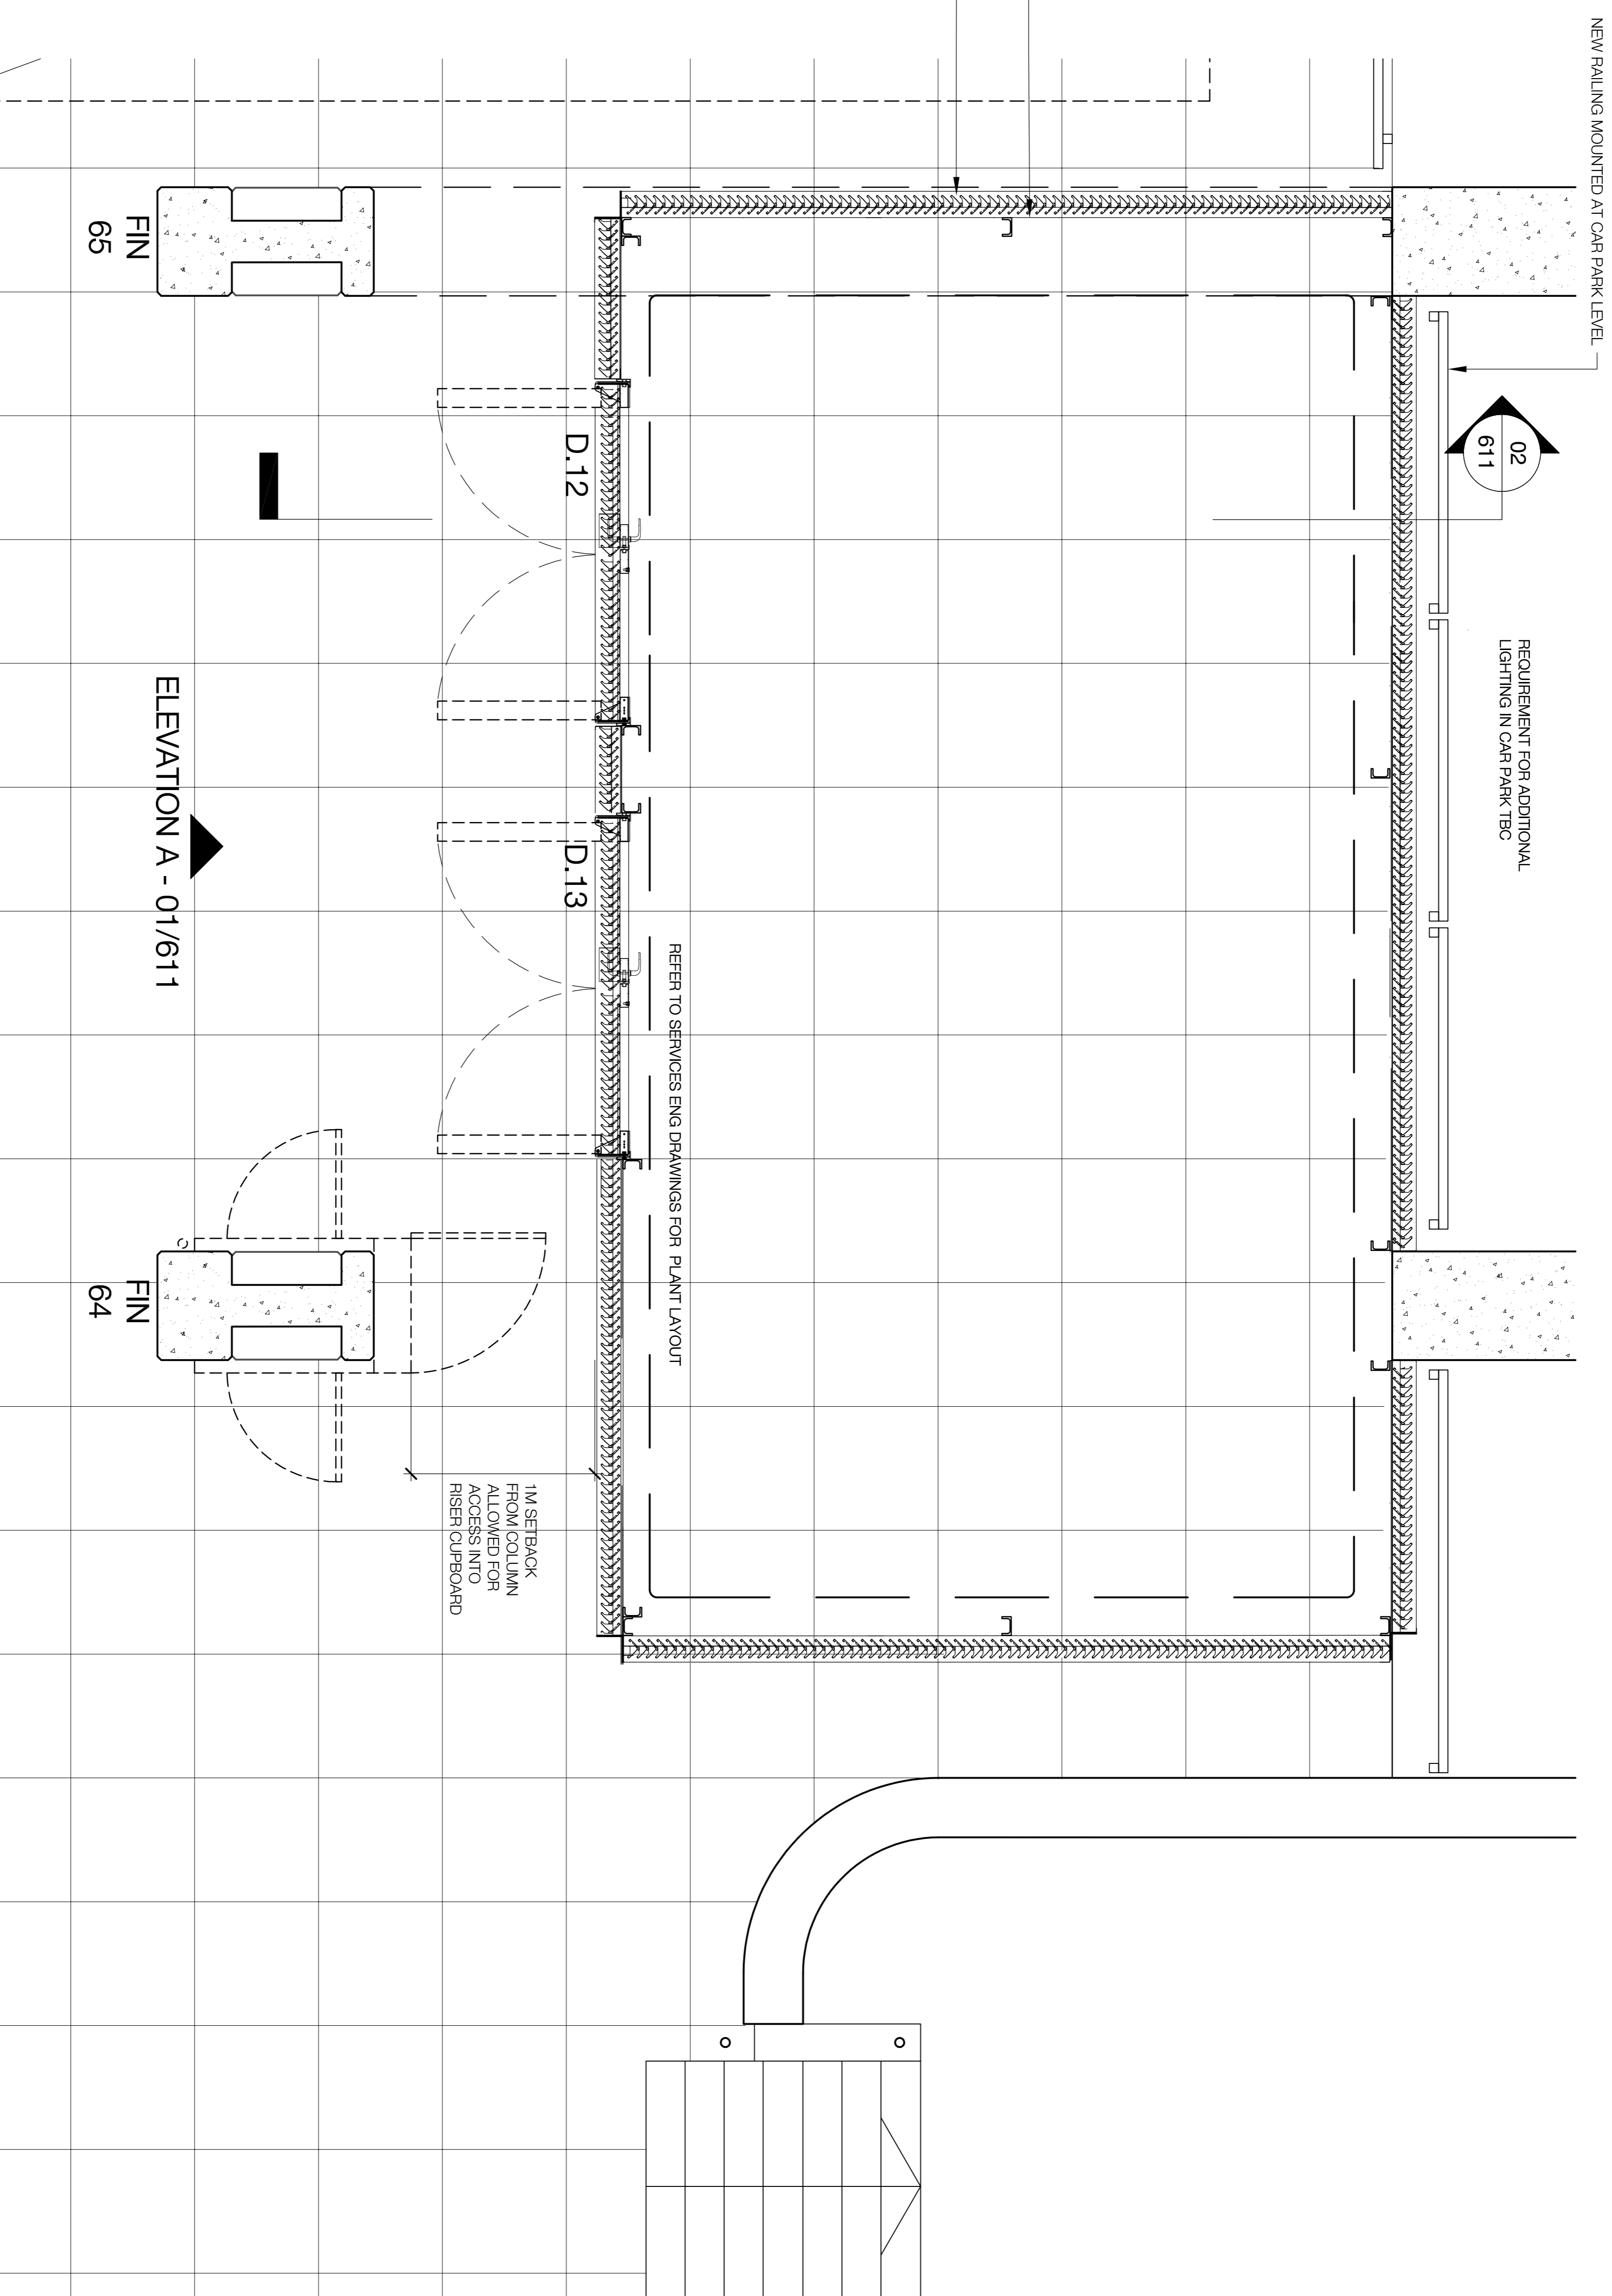 NEW RAILING MOUNTED AT CAR PARK LEVEL
02
611
REQUIREMENT FOR ADDITIONAL
LIGHTING IN CAR PARK TBC
REFER TO SERVICES ENG DRAWINGS FOR PLANT LAYOUT
D.12
D.13
1M SETBACK
FROM COLUMN
ALLOWED FOR
ACCESS INTO
RISER CUPBOARD
FIN
65
ELEVATION A - 01/611
FIN
64